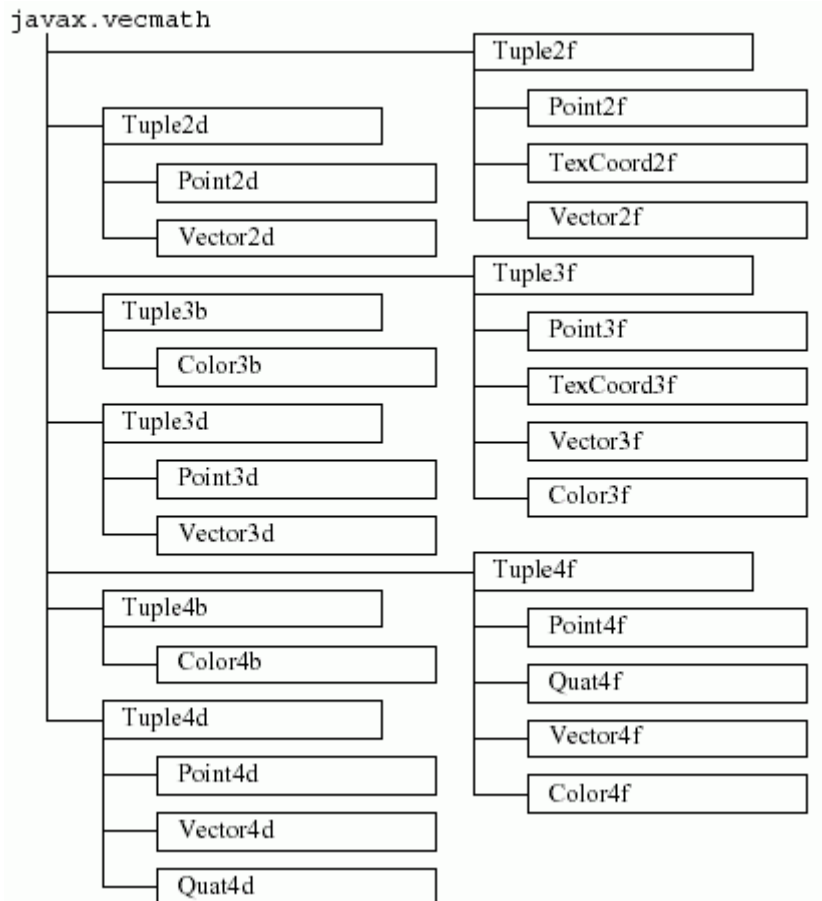 javax.vecmath
Tuple2f
Point2f
TexCoord2f
Vector2f
Tuple2d
Point2d
Vector2d
Tuple3f
Point3f
TexCoord3f
Vector3f
Color3f
Tuple3b
Color3b
Tuple3d
Point3d
Vector3d
Tuple4f
Point4f
Quat4f
Vector4f
Color4f
Tuple4b
Color4b
Tuple4d
Point4d
Vector4d
Quat4d